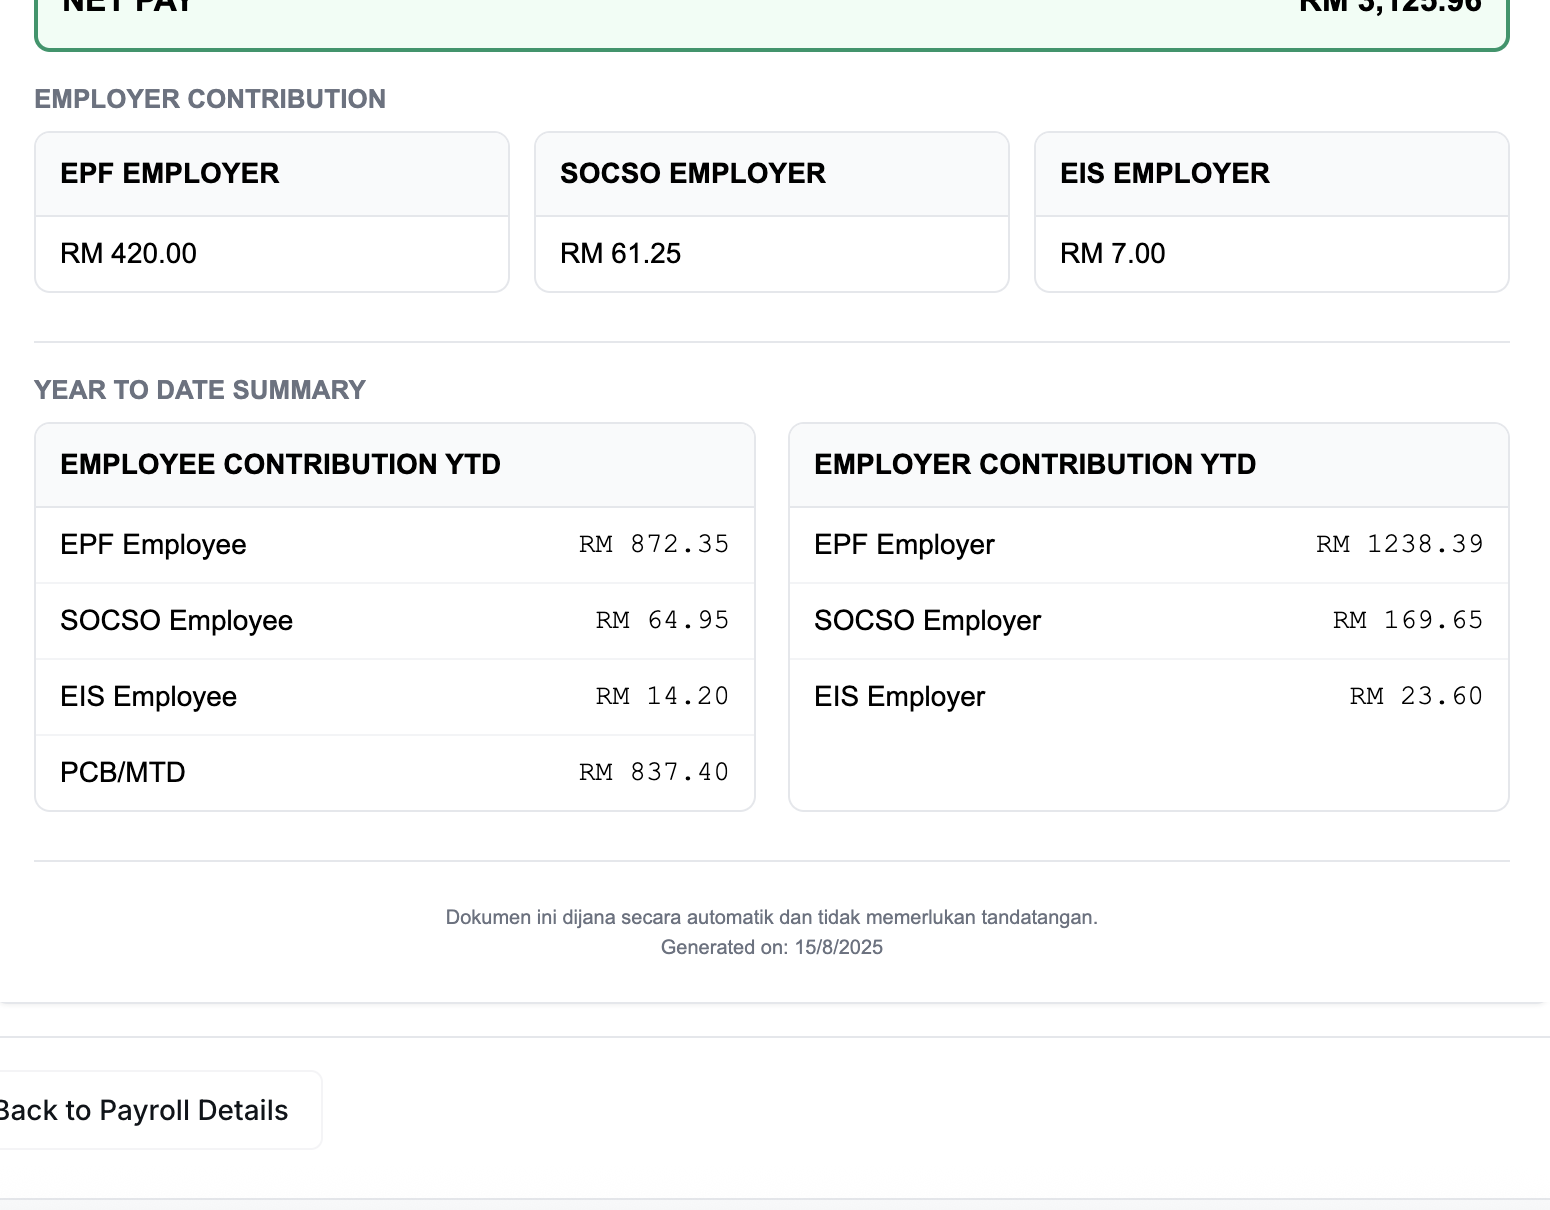 NET PAY RM 3,125.96
EMPLOYER CONTRIBUTION
EPF EMPLOYER
RM 420.00
SOCSO EMPLOYER
RM 61.25
EIS EMPLOYER
RM 7.00
YEAR TO DATE SUMMARY
EMPLOYEE CONTRIBUTION YTD
EPF Employee RM 872.35
SOCSO Employee RM 64.95
EIS Employee RM 14.20
PCB/MTD RM 837.40
EMPLOYER CONTRIBUTION YTD
EPF Employer RM 1238.39
SOCSO Employer RM 169.65
EIS Employer RM 23.60
Dokumen ini dijana secara automatik dan tidak memerlukan tandatangan.
Generated on: 15/8/2025
Back to Payroll Details